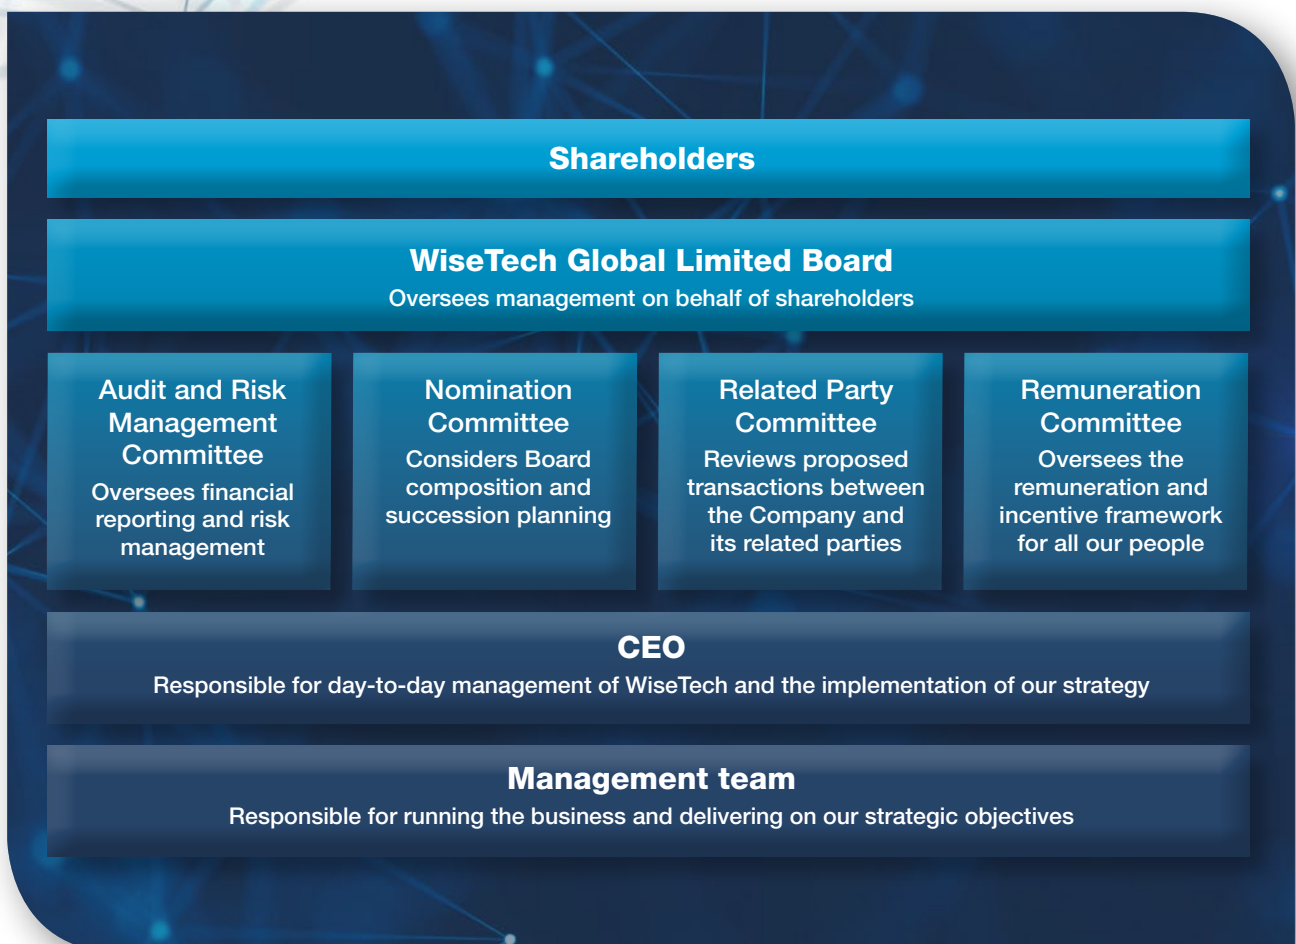 Shareholders
WiseTech Global Limited Board
Oversees management on behalf of shareholders
Audit and Risk
Management
Committee
Oversees financial
reporting and risk
management
Nomination
Committee
Considers Board
composition and
succession planning
Related Party
Committee
Reviews proposed
transactions between
the Company and
its related parties
Remuneration
Committee
Oversees the
remuneration and
incentive framework
for all our people
CEO
Responsible for day-to-day management of WiseTech and the implementation of our strategy
Management team
Responsible for running the business and delivering on our strategic objectives